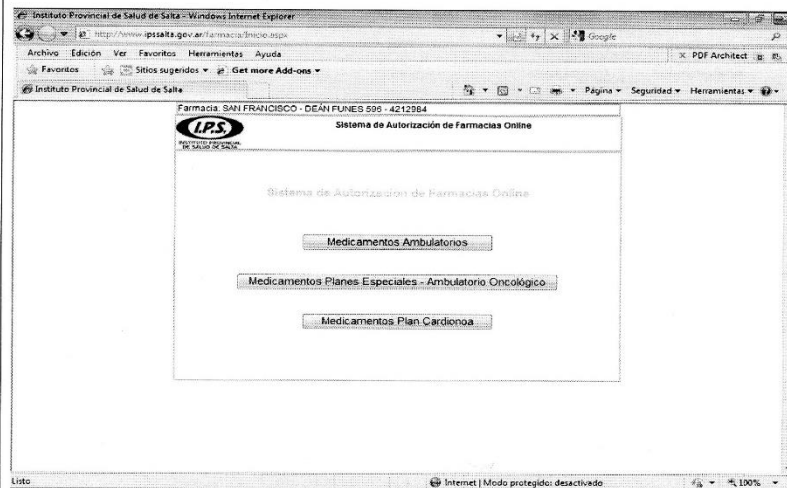 Instituto Provincial de Salud de Salta - Windows Internet Explorer
http://www.ipssalta.gov.ar/farmacia/Inicio.aspx
Google
Archivo Edición Ver Favoritos Herramientas Ayuda
PDF Architect
Favoritos Sitios sugeridos Get more Add-ons
Instituto Provincial de Salud de Salta
Página Seguridad Herramientas
Farmacia: SAN FRANCISCO - DEÁN FUNES 596 - 4212984
I.P.S.
INSTITUTO PROVINCIAL
DE SALUD DE SALTA
Sistema de Autorización de Farmacias Online
Sistema de Autorizacion de Farmacias Online
Medicamentos Ambulatorios
Medicamentos Planes Especiales - Ambulatorio Oncológico
Medicamentos Plan Cardionoa
Listo
Internet | Modo protegido: desactivado
100%